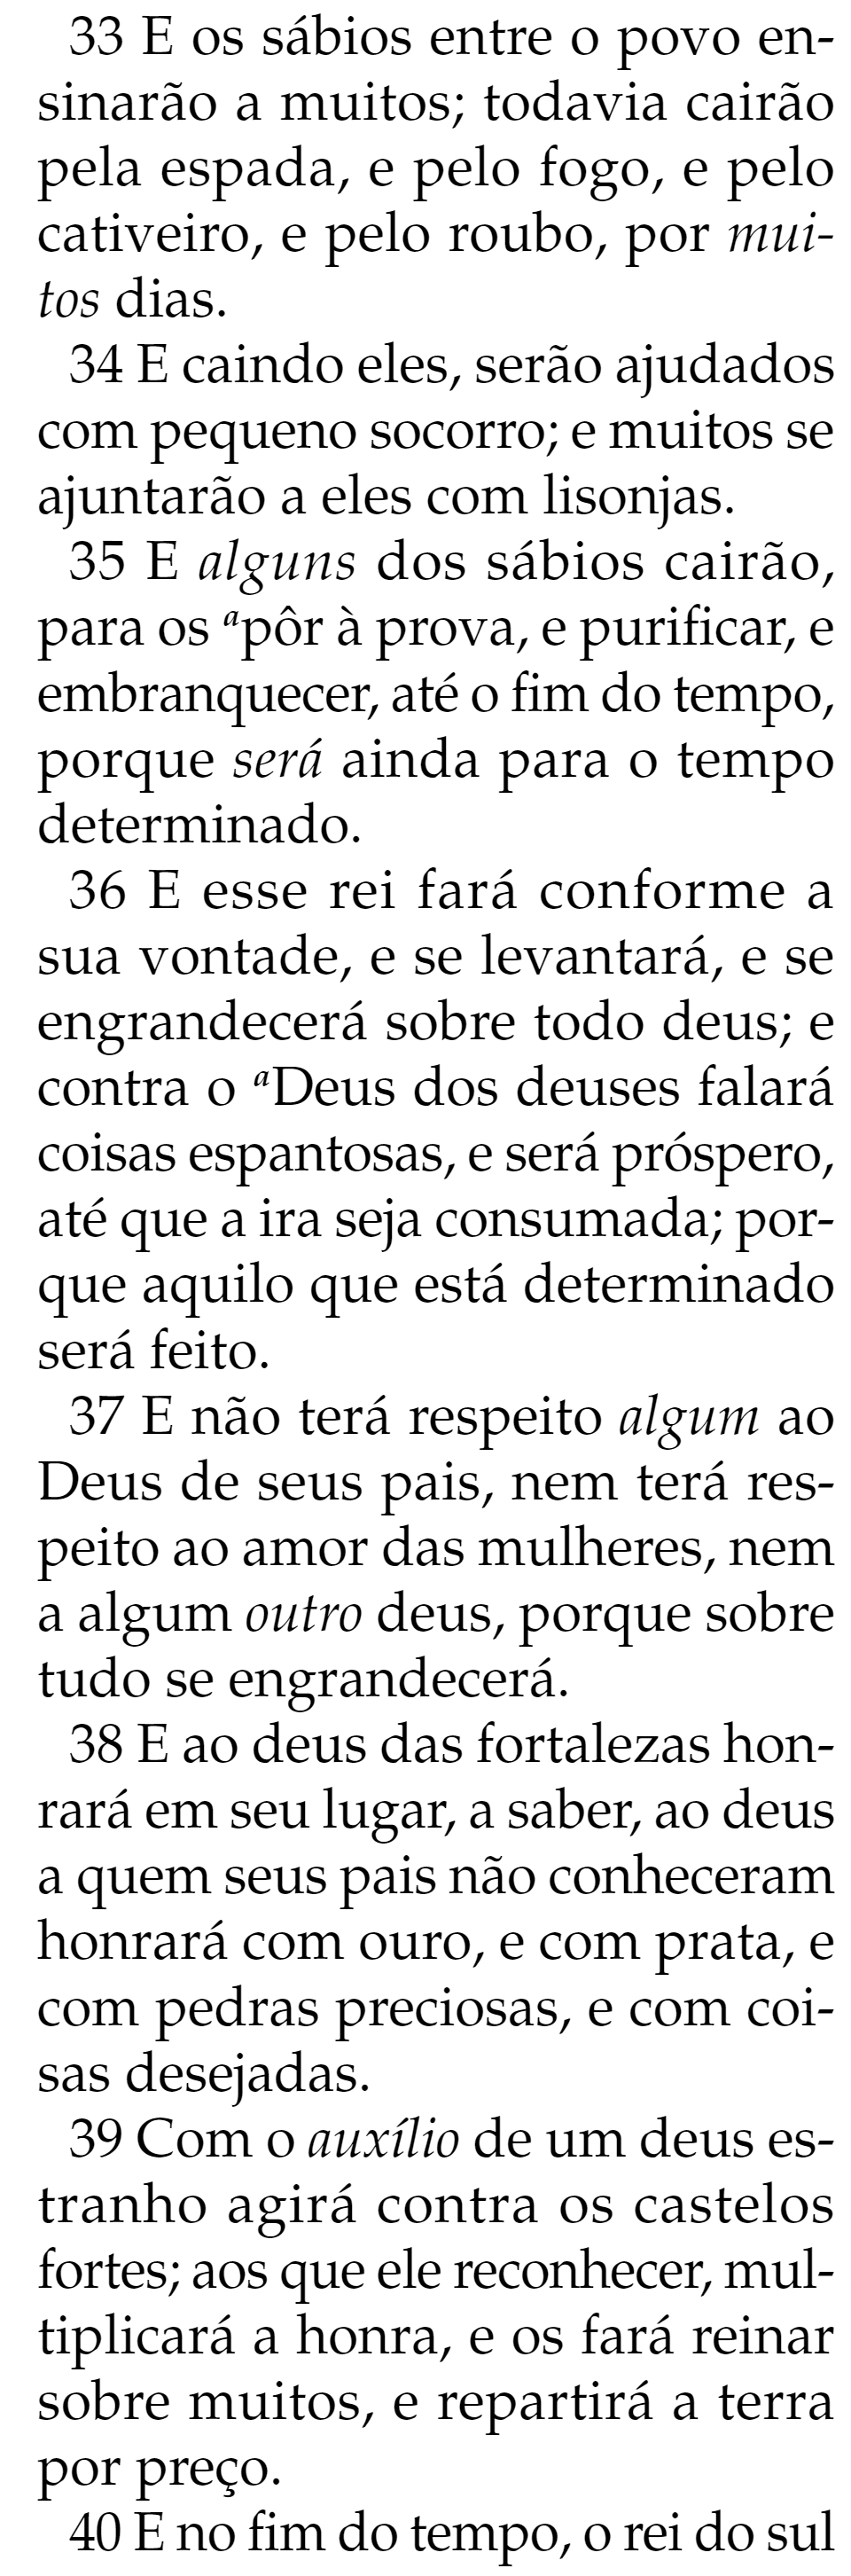 33 E os sábios entre o povo en-
sinarão a muitos; todavia cairão
pela espada, e pelo fogo, e pelo
cativeiro, e pelo roubo, por mui-
tos dias.
34 E caindo eles, serão ajudados
com pequeno socorro; e muitos se
ajuntarão a eles com lisonjas.
35 E alguns dos sábios cairão,
para os ᵃpôr à prova, e purificar, e
embranquecer, até o fim do tempo,
porque será ainda para o tempo
determinado.
36 E esse rei fará conforme a
sua vontade, e se levantará, e se
engrandecerá sobre todo deus; e
contra o ᵃDeus dos deuses falará
coisas espantosas, e será próspero,
até que a ira seja consumada; por-
que aquilo que está determinado
será feito.
37 E não terá respeito algum ao
Deus de seus pais, nem terá res-
peito ao amor das mulheres, nem
a algum outro deus, porque sobre
tudo se engrandecerá.
38 E ao deus das fortalezas hon-
rará em seu lugar, a saber, ao deus
a quem seus pais não conheceram
honrará com ouro, e com prata, e
com pedras preciosas, e com coi-
sas desejadas.
39 Com o auxílio de um deus es-
tranho agirá contra os castelos
fortes; aos que ele reconhecer, mul-
tiplicará a honra, e os fará reinar
sobre muitos, e repartirá a terra
por preço.
40 E no fim do tempo, o rei do sul